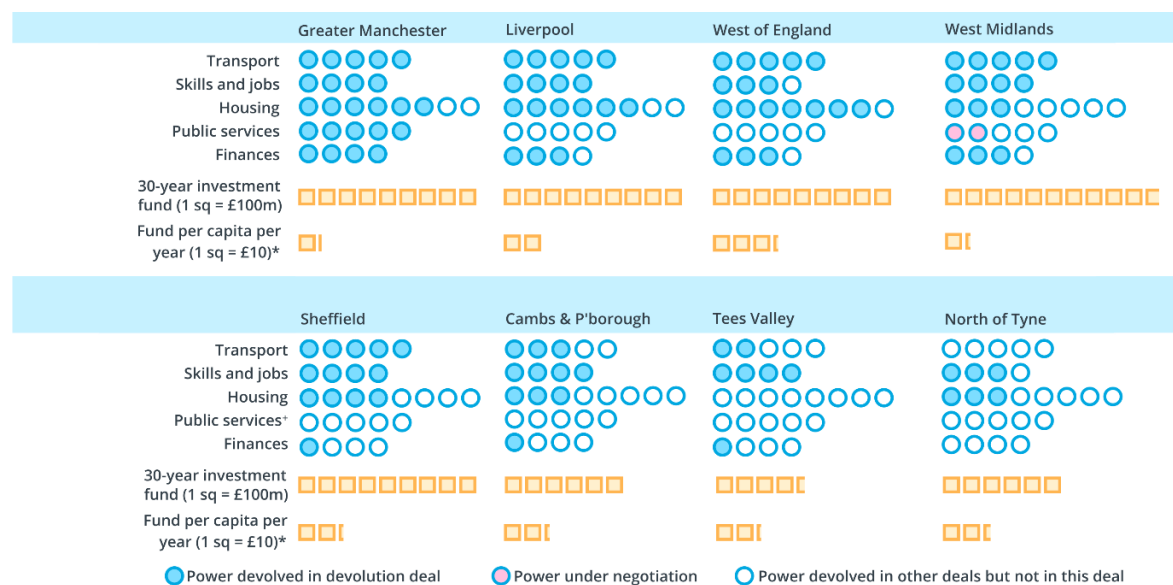 Greater Manchester Liverpool West of England West Midlands
Transport
Skills and jobs
Housing
Public services
Finances
30-year investment
fund (1 sq = £100m)
Fund per capita per
year (1 sq = £10)*
Sheffield Cambs & P'borough Tees Valley North of Tyne
Transport
Skills and jobs
Housing
Public services⁺
Finances
30-year investment
fund (1 sq = £100m)
Fund per capita per
year (1 sq = £10)*
Power devolved in devolution deal Power under negotiation Power devolved in other deals but not in this deal